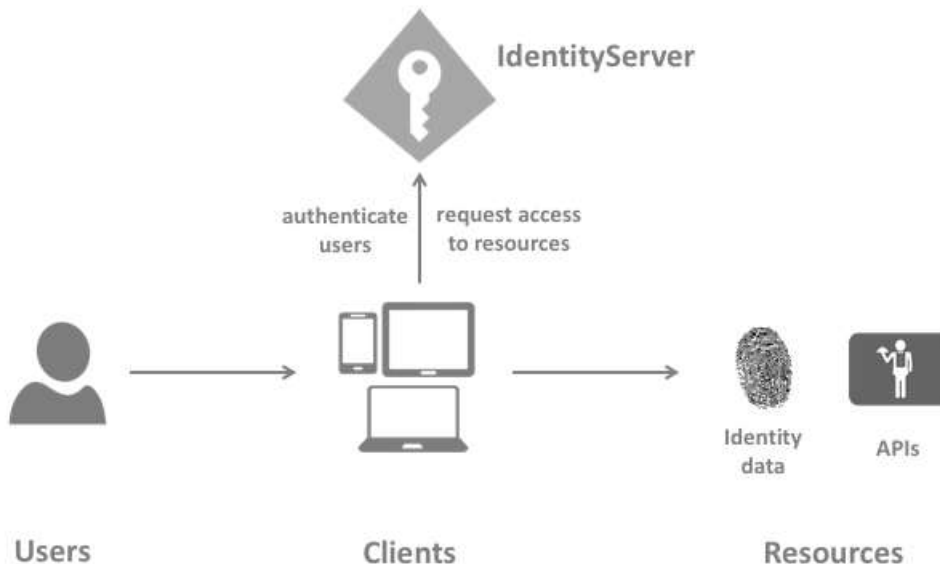 IdentityServer
authenticate
users
request access
to resources
Identity
data
APIs
Users
Clients
Resources